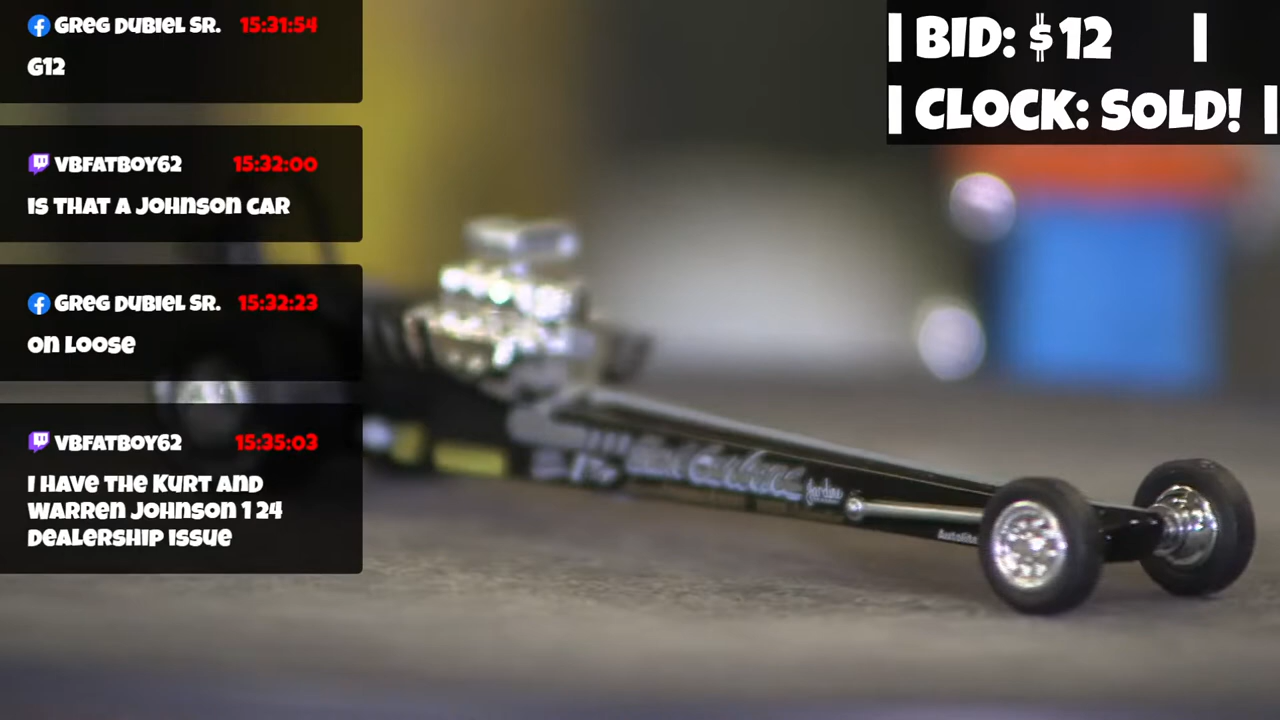 GREG DUBIEL SR. 15:31:54
G12
VBFATBOY62 15:32:00
IS THAT A JOHNSON CAR
GREG DUBIEL SR. 15:32:23
ON LOOSE
VBFATBOY62 15:35:03
I HAVE THE KURT AND
WARREN JOHNSON 1 24
DEALERSHIP ISSUE
| BID: $12 |
| CLOCK: SOLD! |
Autolite